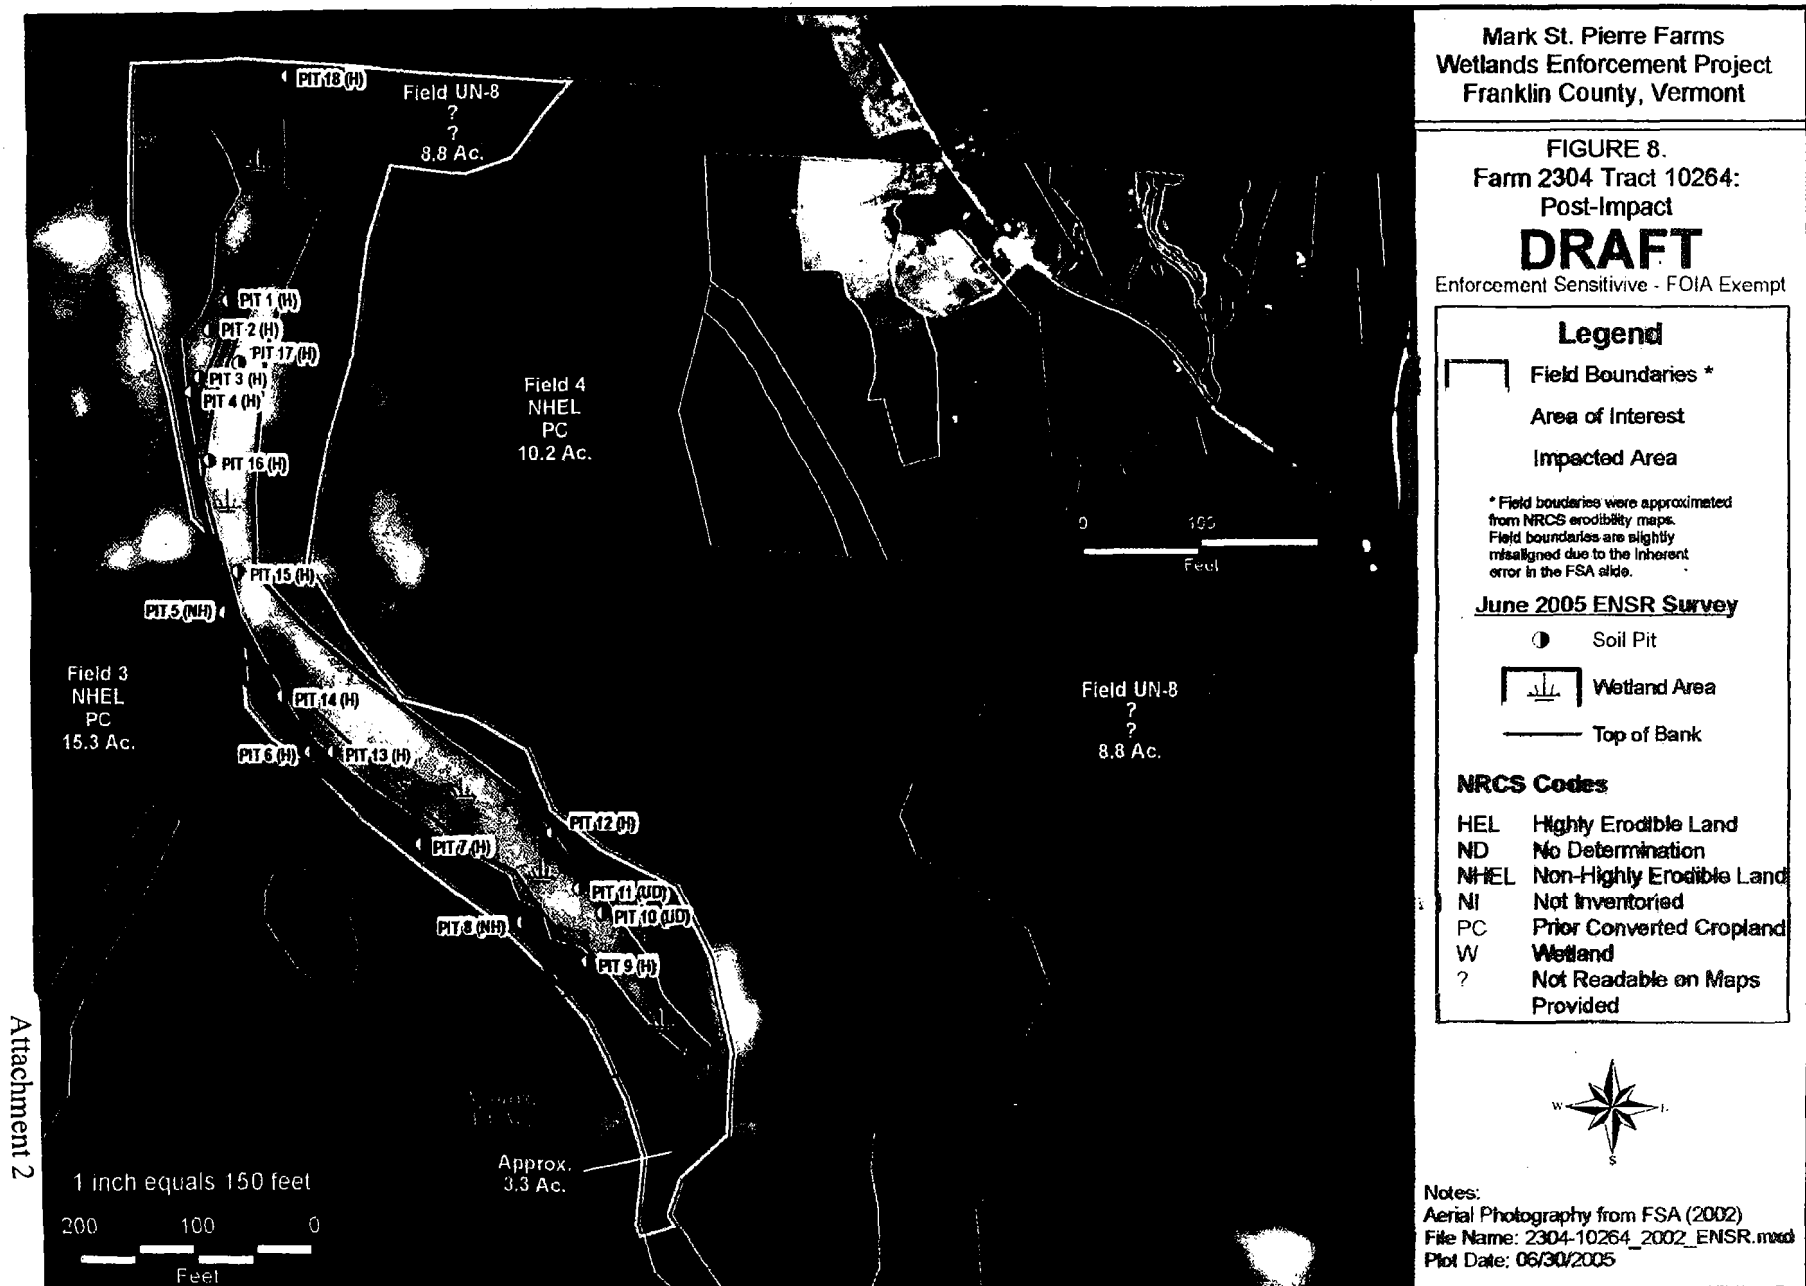 Mark St. Pierre Farms
Wetlands Enforcement Project
Franklin County, Vermont
FIGURE 8.
Farm 2304 Tract 10264:
Post-Impact
DRAFT
Enforcement Sensitivive - FOIA Exempt
Legend
Field Boundaries *
Area of Interest
Impacted Area
* Field boudaries were approximated
from NRCS erodibility maps.
Field boundaries are slightly
misaligned due to the inherent
error in the FSA slide.
June 2005 ENSR Survey
Soil Pit
Wetland Area
Top of Bank
NRCS Codes
HEL Highly Erodible Land
ND No Determination
NHEL Non-Highly Erodible Land
NI Not Inventoried
PC Prior Converted Cropland
W Wetland
? Not Readable on Maps
Provided
W
E
S
Notes:
Aerial Photography from FSA (2002)
File Name: 2304-10264_2002_ENSR.mxd
Plot Date: 06/30/2005
PIT 18 (H)
Field UN-8
?
?
8.8 Ac.
PIT 1 (H)
PIT 2 (H)
PIT 17 (H)
PIT 3 (H)
PIT 4 (H)
Field 4
NHEL
PC
10.2 Ac.
PIT 16 (H)
0
Feet
PIT 15 (H)
PIT 5 (NH)
Field 3
NHEL
PC
15.3 Ac.
PIT 14 (H)
PIT 6 (H)
PIT 13 (H)
Field UN-8
?
?
8.8 Ac.
PIT 12 (H)
PIT 7 (H)
PIT 11 (UD)
PIT 10 (UD)
PIT 8 (NH)
PIT 9 (H)
Approx.
3.3 Ac.
1 inch equals 150 feet
200 100 0
Feet
Attachment 2